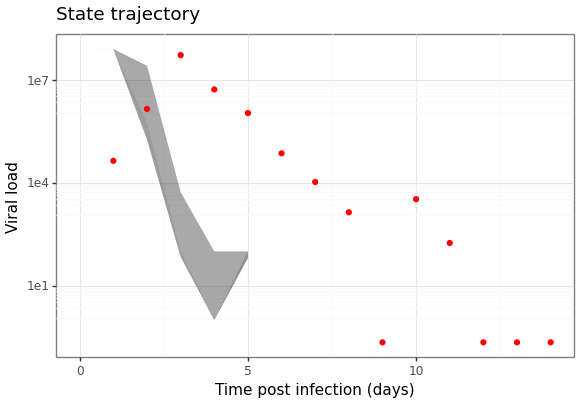 State trajectory
Viral load
1e7
1e4
1e1
0
5
10
Time post infection (days)